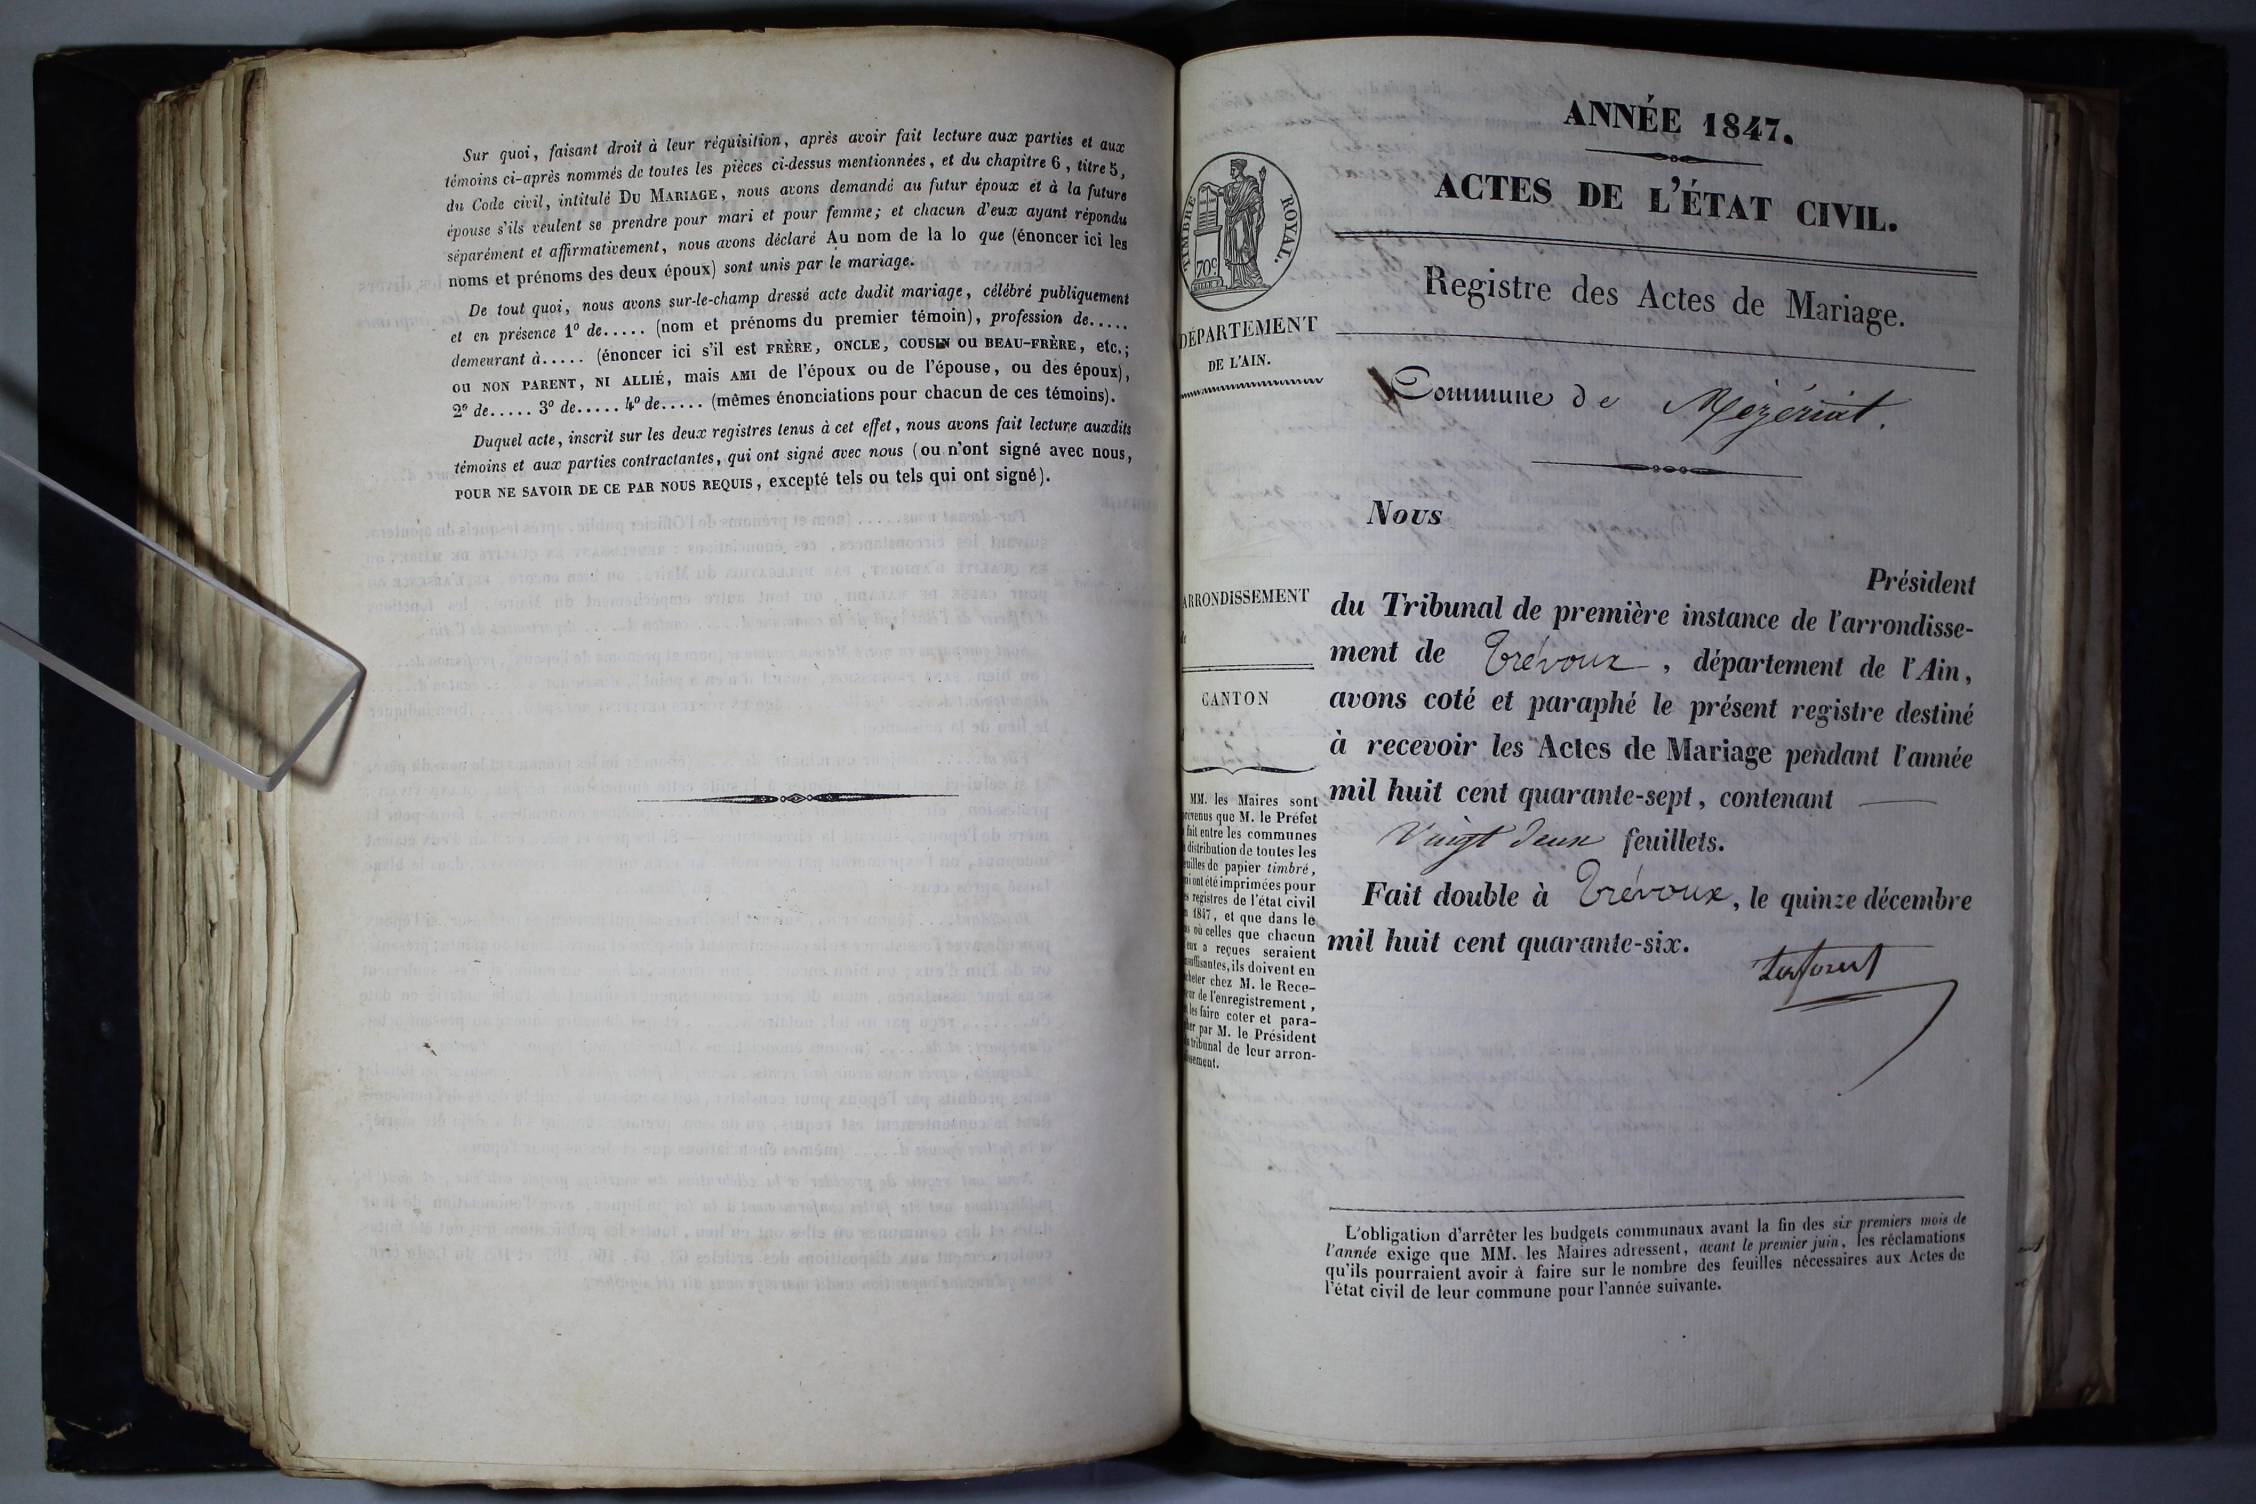 Sur quoi, faisant droit à leur réquisition, après avoir fait lecture aux parties et aux
témoins ci-après nommés de toutes les pièces ci-dessus mentionnées, et du chapitre 6, titre 5,
du Code civil, intitulé DU MARIAGE, nous avons demandé au futur époux et à la future
épouse s'ils veulent se prendre pour mari et pour femme; et chacun d'eux ayant répondu
séparément et affirmativement, nous avons déclaré Au nom de la lo que (énoncer ici les
noms et prénoms des deux époux) sont unis par le mariage.
De tout quoi, nous avons sur-le-champ dressé acte dudit mariage, célébré publiquement
et en présence 1º de..... (nom et prénoms du premier témoin), profession de.....
demeurant à..... (énoncer ici s'il est FRÈRE, ONCLE, COUSIN OU BEAU-FRÈRE, etc.;
ou NON PARENT, NI ALLIÉ, mais AMI de l'époux ou de l'épouse, ou des époux),
2º de..... 3º de..... 4º de..... (mêmes énonciations pour chacun de ces témoins).
Duquel acte, inscrit sur les deux registres tenus à cet effet, nous avons fait lecture auxdits
témoins et aux parties contractantes, qui ont signé avec nous (ou n'ont signé avec nous,
POUR NE SAVOIR DE CE PAR NOUS REQUIS, excepté tels ou tels qui ont signé).
ANNÉE 1847.
ACTES DE L'ÉTAT CIVIL.
Registre des Actes de Mariage.
Commune de Mezériat.
TIMBRE ROYAL.
70c
DÉPARTEMENT
DE L'AIN.
ARRONDISSEMENT
CANTON
MM. les Maires sont
prévenus que M. le Préfet
fait entre les communes
distribution de toutes les
feuilles de papier timbré,
qui ont été imprimées pour
les registres de l'état civil
1847, et que dans le
cas où celles que chacun
d'eux a reçues seraient
insuffisantes, ils doivent en
acheter chez M. le Rece-
veur de l'enregistrement,
les faire coter et para-
pher par M. le Président
du tribunal de leur arron-
dissement.
Nous
Président
du Tribunal de première instance de l'arrondisse-
ment de Trévoux, département de l'Ain,
avons coté et paraphé le présent registre destiné
à recevoir les Actes de Mariage pendant l'année
mil huit cent quarante-sept, contenant
Vingt deux feuillets.
Fait double à Trévoux, le quinze décembre
mil huit cent quarante-six.
L'obligation d'arrêter les budgets communaux avant la fin des six premiers mois de
l'année exige que MM. les Maires adressent, avant le premier juin, les réclamations
qu'ils pourraient avoir à faire sur le nombre des feuilles nécessaires aux Actes de
l'état civil de leur commune pour l'année suivante.